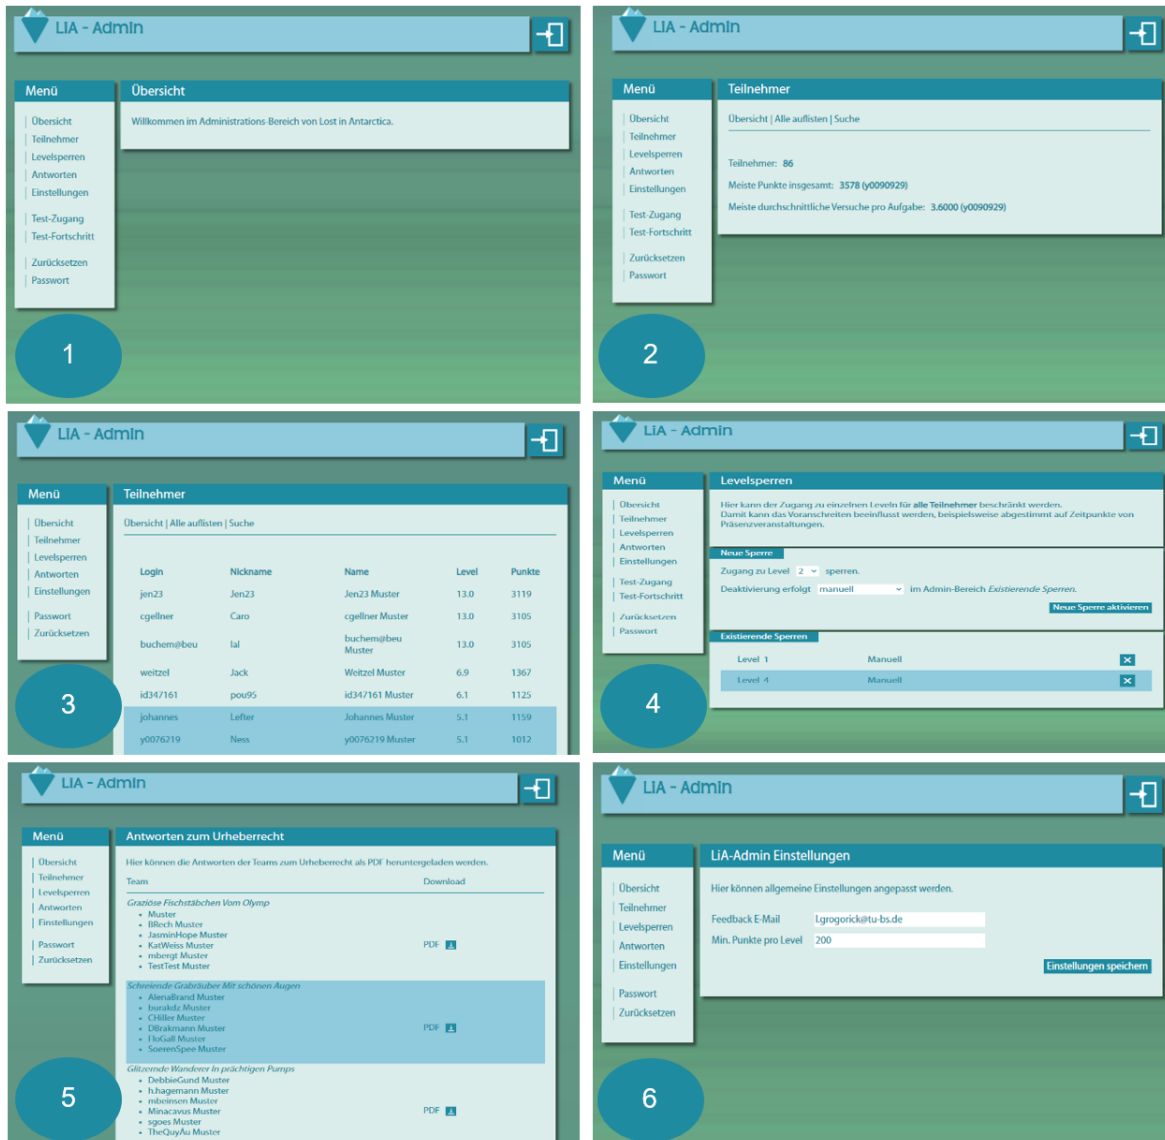 LiA - Admin
Menü
Übersicht
Teilnehmer
Levelsperren
Antworten
Einstellungen
Test-Zugang
Test-Fortschritt
Zurücksetzen
Passwort
Übersicht
Willkommen im Administrations-Bereich von Lost in Antarctica.
1
LiA - Admin
Menü
Übersicht
Teilnehmer
Levelsperren
Antworten
Einstellungen
Test-Zugang
Test-Fortschritt
Zurücksetzen
Passwort
Teilnehmer
Übersicht | Alle auflisten | Suche
Teilnehmer: 86
Meiste Punkte insgesamt: 3578 (y0090929)
Meiste durchschnittliche Versuche pro Aufgabe: 3.6000 (y0090929)
2
LiA - Admin
Menü
Übersicht
Teilnehmer
Levelsperren
Antworten
Einstellungen
Passwort
Zurücksetzen
Teilnehmer
Übersicht | Alle auflisten | Suche
Login Nickname Name Level Punkte
jen23 Jen23 Jen23 Muster 13.0 3119
cgellner Caro cgellner Muster 13.0 3105
buchem@beu lal buchem@beu Muster 13.0 3105
weitzel Jack Weitzel Muster 6.9 1367
id347161 pou95 id347161 Muster 6.1 1125
johannes Lefter Johannes Muster 5.1 1159
y0076219 Ness y0076219 Muster 5.1 1012
3
LiA - Admin
Menü
Übersicht
Teilnehmer
Levelsperren
Antworten
Einstellungen
Test-Zugang
Test-Fortschritt
Zurücksetzen
Passwort
Levelsperren
Hier kann der Zugang zu einzelnen Leveln für alle Teilnehmer beschränkt werden.
Damit kann das Voranschreiten beeinflusst werden, beispielsweise abgestimmt auf Zeitpunkte von
Präsenzveranstaltungen.
Neue Sperre
Zugang zu Level 2 sperren.
Deaktivierung erfolgt manuell im Admin-Bereich Existierende Sperren.
Neue Sperre aktivieren
Existierende Sperren
Level 1 Manuell
Level 4 Manuell
4
LiA - Admin
Menü
Übersicht
Teilnehmer
Levelsperren
Antworten
Einstellungen
Passwort
Zurücksetzen
Antworten zum Urheberrecht
Hier können die Antworten der Teams zum Urheberrecht als PDF heruntergeladen werden.
Team Download
Graziöse Fischstäbchen Vom Olymp
• Muster
• BRech Muster
• JasminHope Muster
• KatWeiss Muster
• mbergt Muster
• TestTest Muster
PDF
Schreiende Grabräuber Mit schönen Augen
• AlenaBrand Muster
• burakdz Muster
• CHiller Muster
• DBrakmann Muster
• FloGall Muster
• SoerenSpee Muster
PDF
Glitzernde Wanderer In prächtigen Pumps
• DebbieGund Muster
• h.hagemann Muster
• mbeinsen Muster
• Minacavus Muster
• sgoes Muster
• TheQuyÂu Muster
PDF
5
LiA - Admin
Menü
Übersicht
Teilnehmer
Levelsperren
Antworten
Einstellungen
Passwort
Zurücksetzen
LiA-Admin Einstellungen
Hier können allgemeine Einstellungen angepasst werden.
Feedback E-Mail l.grogorick@tu-bs.de
Min. Punkte pro Level 200
Einstellungen speichern
6